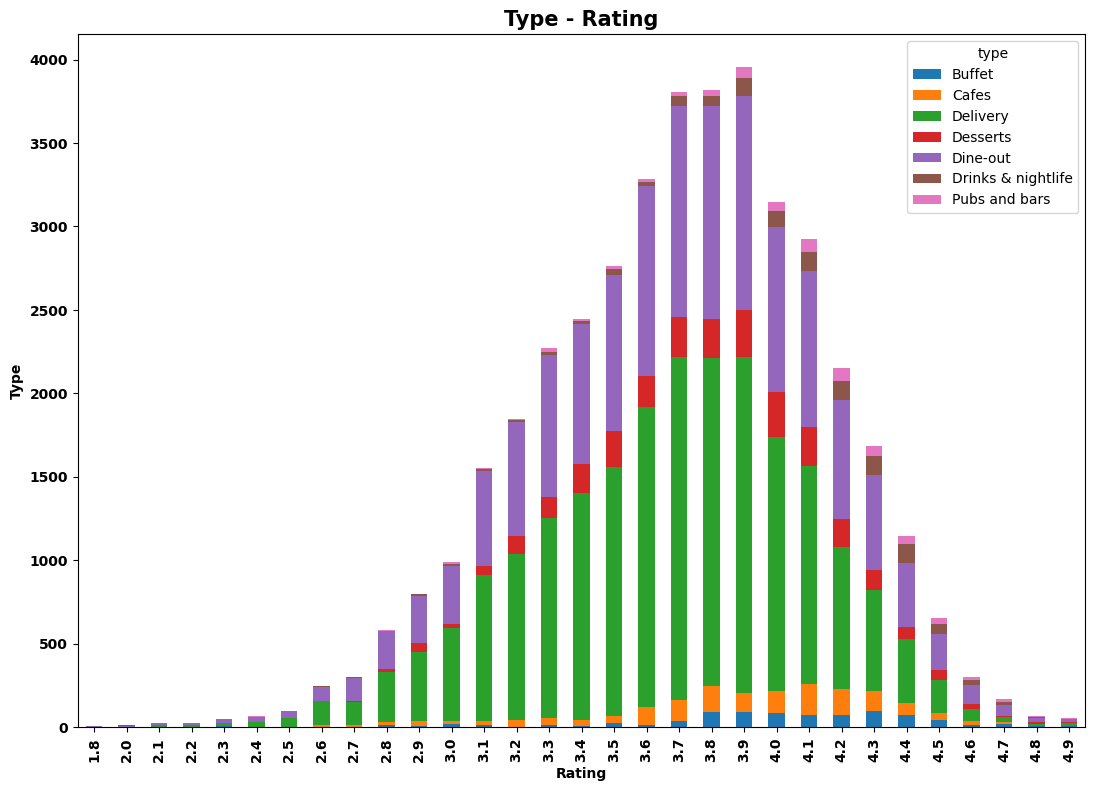 Type - Rating
type
Buffet
Cafes
Delivery
Desserts
Dine-out
Drinks & nightlife
Pubs and bars
Type
4000
3500
3000
2500
2000
1500
1000
500
0
1.8 2.0 2.1 2.2 2.3 2.4 2.5 2.6 2.7 2.8 2.9 3.0 3.1 3.2 3.3 3.4 3.5 3.6 3.7 3.8 3.9 4.0 4.1 4.2 4.3 4.4 4.5 4.6 4.7 4.8 4.9
Rating